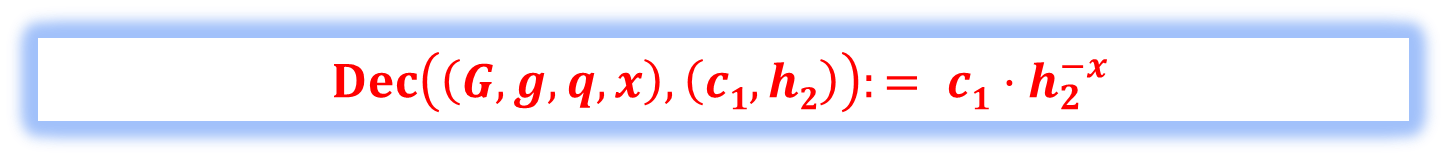 Dec((G, g, q, x), (c₁, h₂)):= c₁ · h₂⁻ˣ